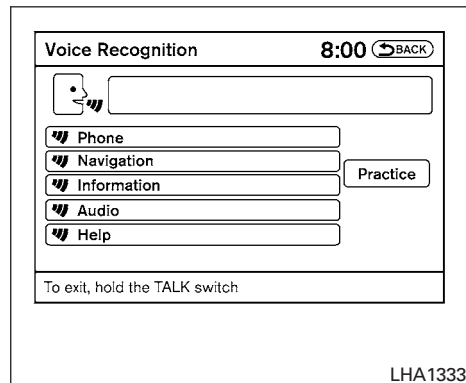 Voice Recognition 8:00 BACK
Phone
Navigation
Information
Practice
Audio
Help
To exit, hold the TALK switch
LHA1333